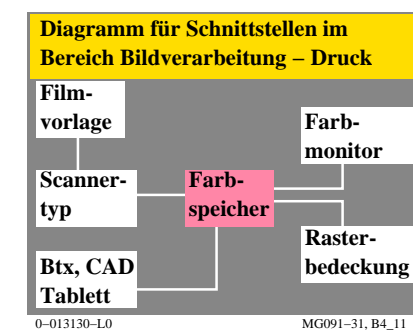 Diagramm für Schnittstellen im
Bereich Bildverarbeitung – Druck
Film-
vorlage
Farb-
monitor
Scanner-
typ
Farb-
speicher
Raster-
bedeckung
Btx, CAD
Tablett
0–013130–L0
MG091–31, B4_11